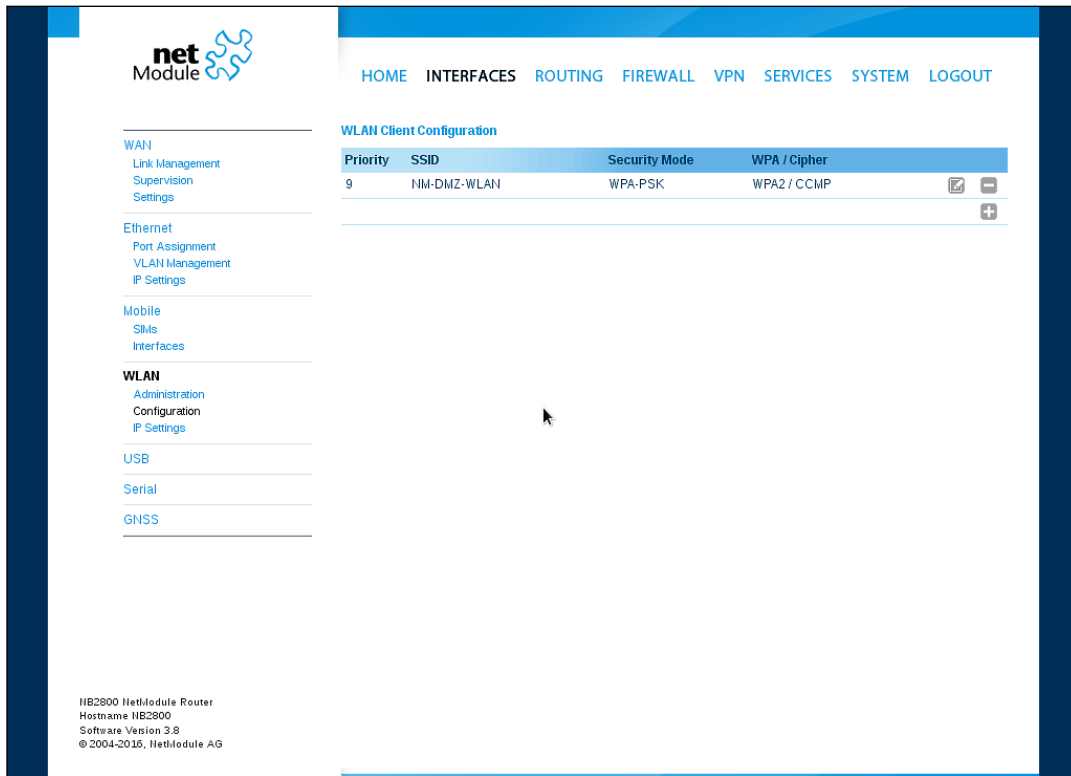 net
Module
HOME INTERFACES ROUTING FIREWALL VPN SERVICES SYSTEM LOGOUT
WAN
Link Management
Supervision
Settings
Ethernet
Port Assignment
VLAN Management
IP Settings
Mobile
SIMs
Interfaces
WLAN
Administration
Configuration
IP Settings
USB
Serial
GNSS
WLAN Client Configuration
Priority SSID Security Mode WPA / Cipher
9 NM-DMZ-WLAN WPA-PSK WPA2 / CCMP
NB2800 NetModule Router
Hostname NB2800
Software Version 3.8
© 2004-2016, NetModule AG